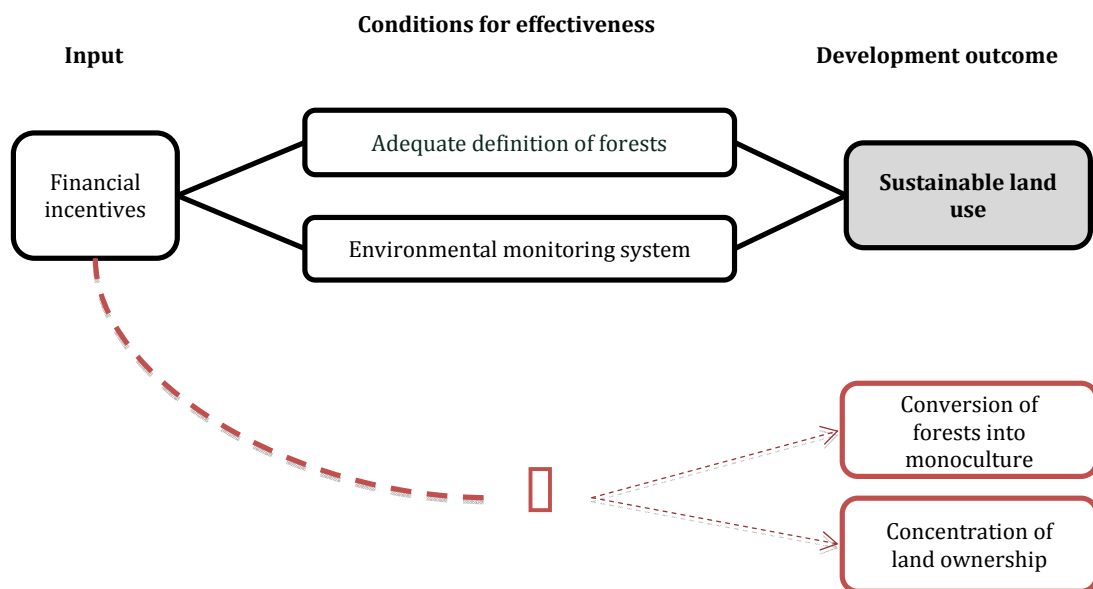 Conditions for effectiveness
Input
Development outcome
Adequate definition of forests
Financial
incentives
Sustainable land
use
Environmental monitoring system
Conversion of
forests into
monoculture
Concentration of
land ownership